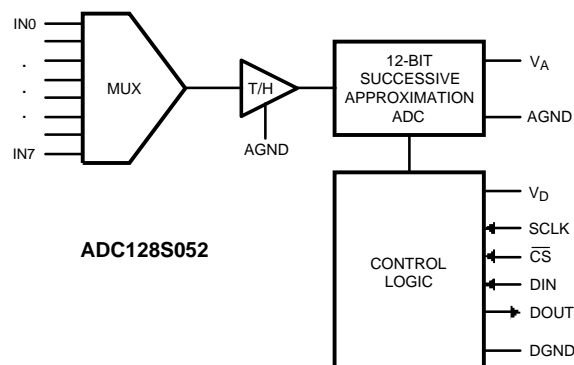 IN0
.
.
.
IN7
MUX
T/H
AGND
12-BIT
SUCCESSIVE
APPROXIMATION
ADC
VA
AGND
ADC128S052
CONTROL
LOGIC
VD
SCLK
C̅S̅
DIN
DOUT
DGND